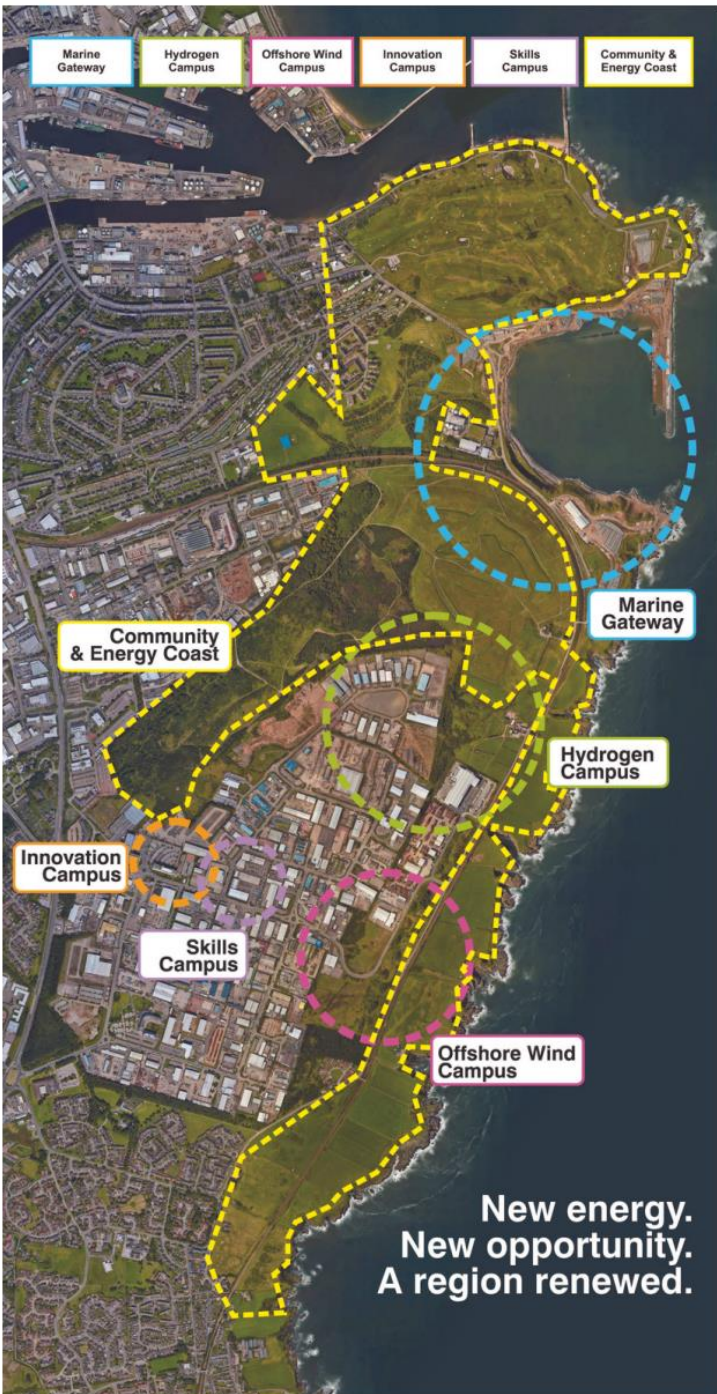 Marine
Gateway
Hydrogen
Campus
Offshore Wind
Campus
Innovation
Campus
Skills
Campus
Community &
Energy Coast
Marine
Gateway
Community
& Energy Coast
Hydrogen
Campus
Innovation
Campus
Skills
Campus
Offshore Wind
Campus
New energy.
New opportunity.
A region renewed.